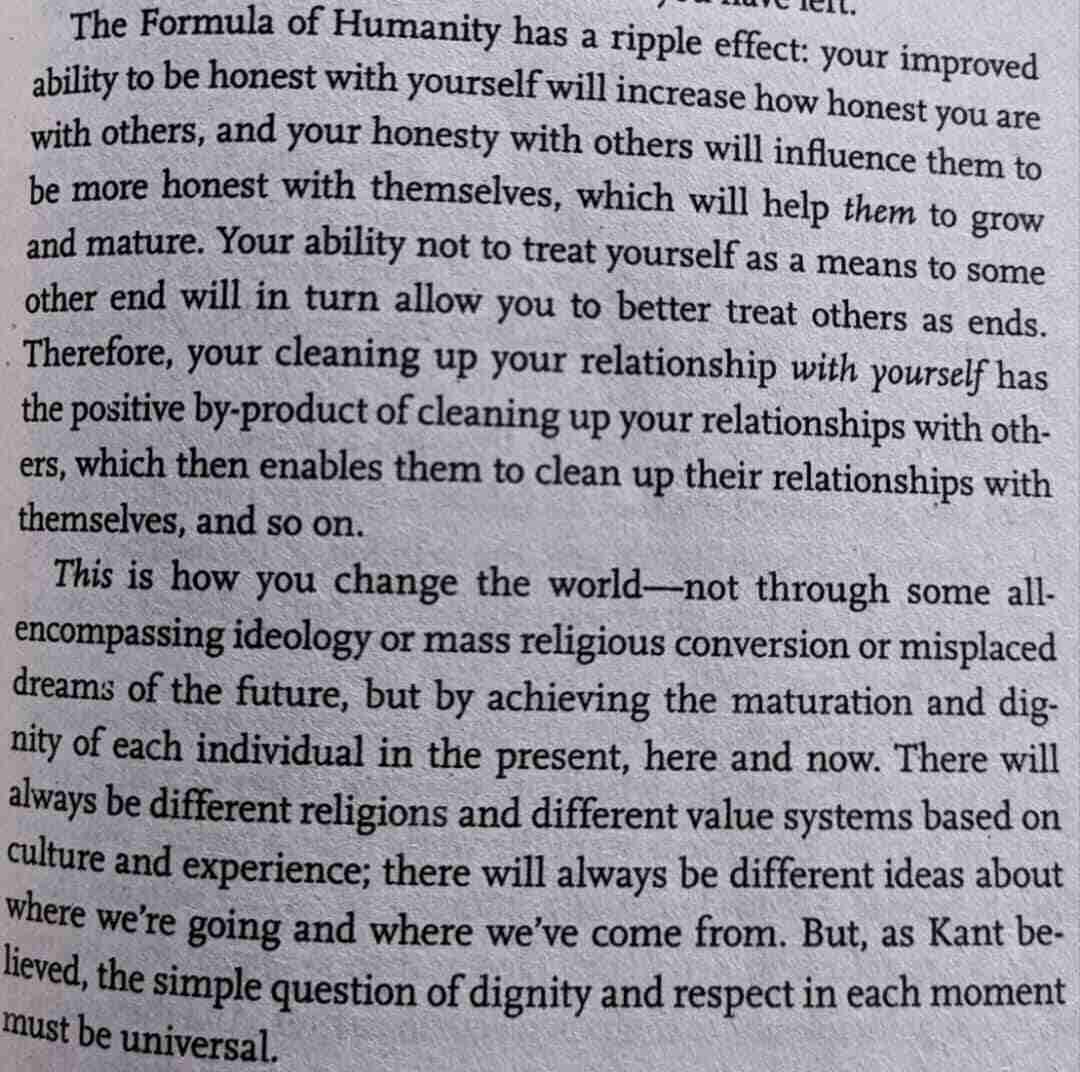 left.
The Formula of Humanity has a ripple effect: your improved
ability to be honest with yourself will increase how honest you are
with others, and your honesty with others will influence them to
be more honest with themselves, which will help them to grow
and mature. Your ability not to treat yourself as a means to some
other end will in turn allow you to better treat others as ends.
Therefore, your cleaning up your relationship with yourself has
the positive by-product of cleaning up your relationships with oth-
ers, which then enables them to clean up their relationships with
themselves, and so on.
This is how you change the world—not through some all-
encompassing ideology or mass religious conversion or misplaced
dreams of the future, but by achieving the maturation and dig-
nity of each individual in the present, here and now. There will
always be different religions and different value systems based on
culture and experience; there will always be different ideas about
where we're going and where we've come from. But, as Kant be-
lieved, the simple question of dignity and respect in each moment
must be universal.